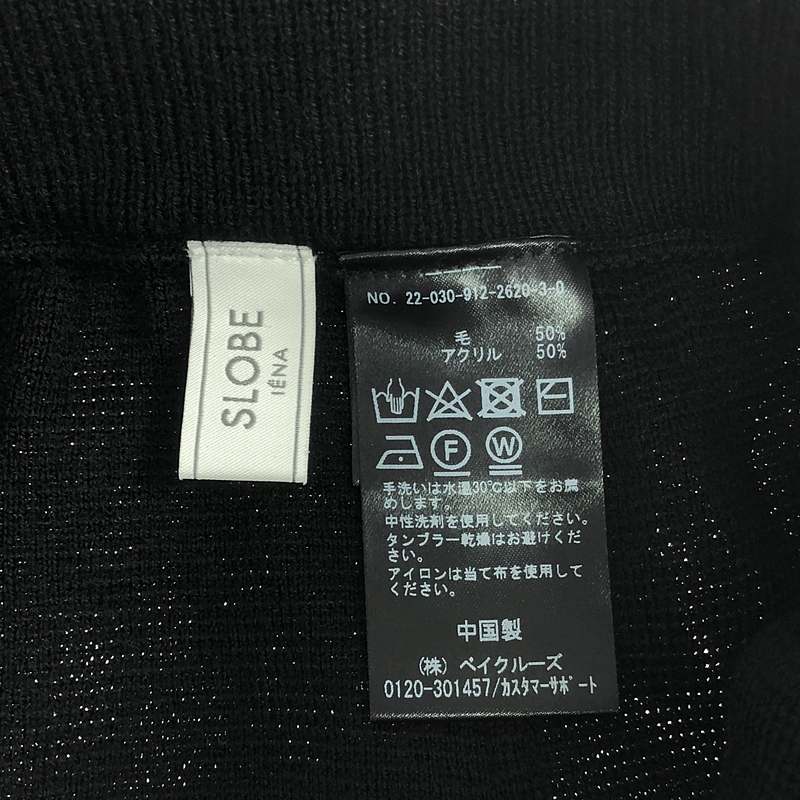 SLOBE
IÉNA
NO. 22-030-912-2620-3-0
毛 50%
アクリル 50%
F W
手洗いは水温30℃以下をお薦
めします。
中性洗剤を使用してください。
タンブラー乾燥はお避けくだ
さい。
アイロンは当て布を使用して
ください。
中国製
(株) ベイクルーズ
0120-301457/カスタマーサポート